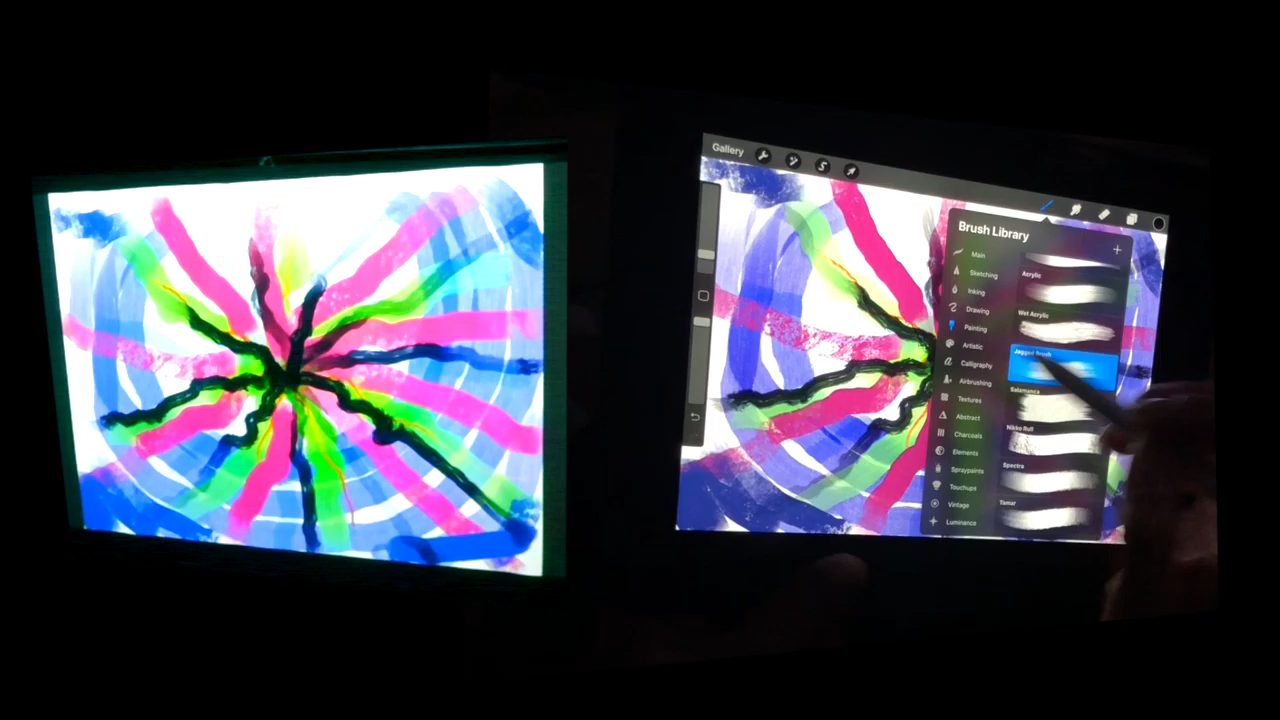 Gallery
Brush Library
Main
Sketching
Inking
Drawing
Painting
Artistic
Calligraphy
Airbrushing
Textures
Abstract
Charcoals
Elements
Spraypaints
Touchups
Vintage
Luminance
Acrylic
Wet Acrylic
Jagged Brush
Salamanca
Nikko Rull
Spectra
Tamar